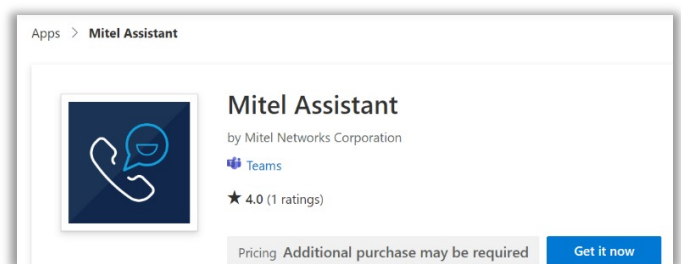 Apps > Mitel Assistant
Mitel Assistant
by Mitel Networks Corporation
Teams
★ 4.0 (1 ratings)
Pricing Additional purchase may be required
Get it now